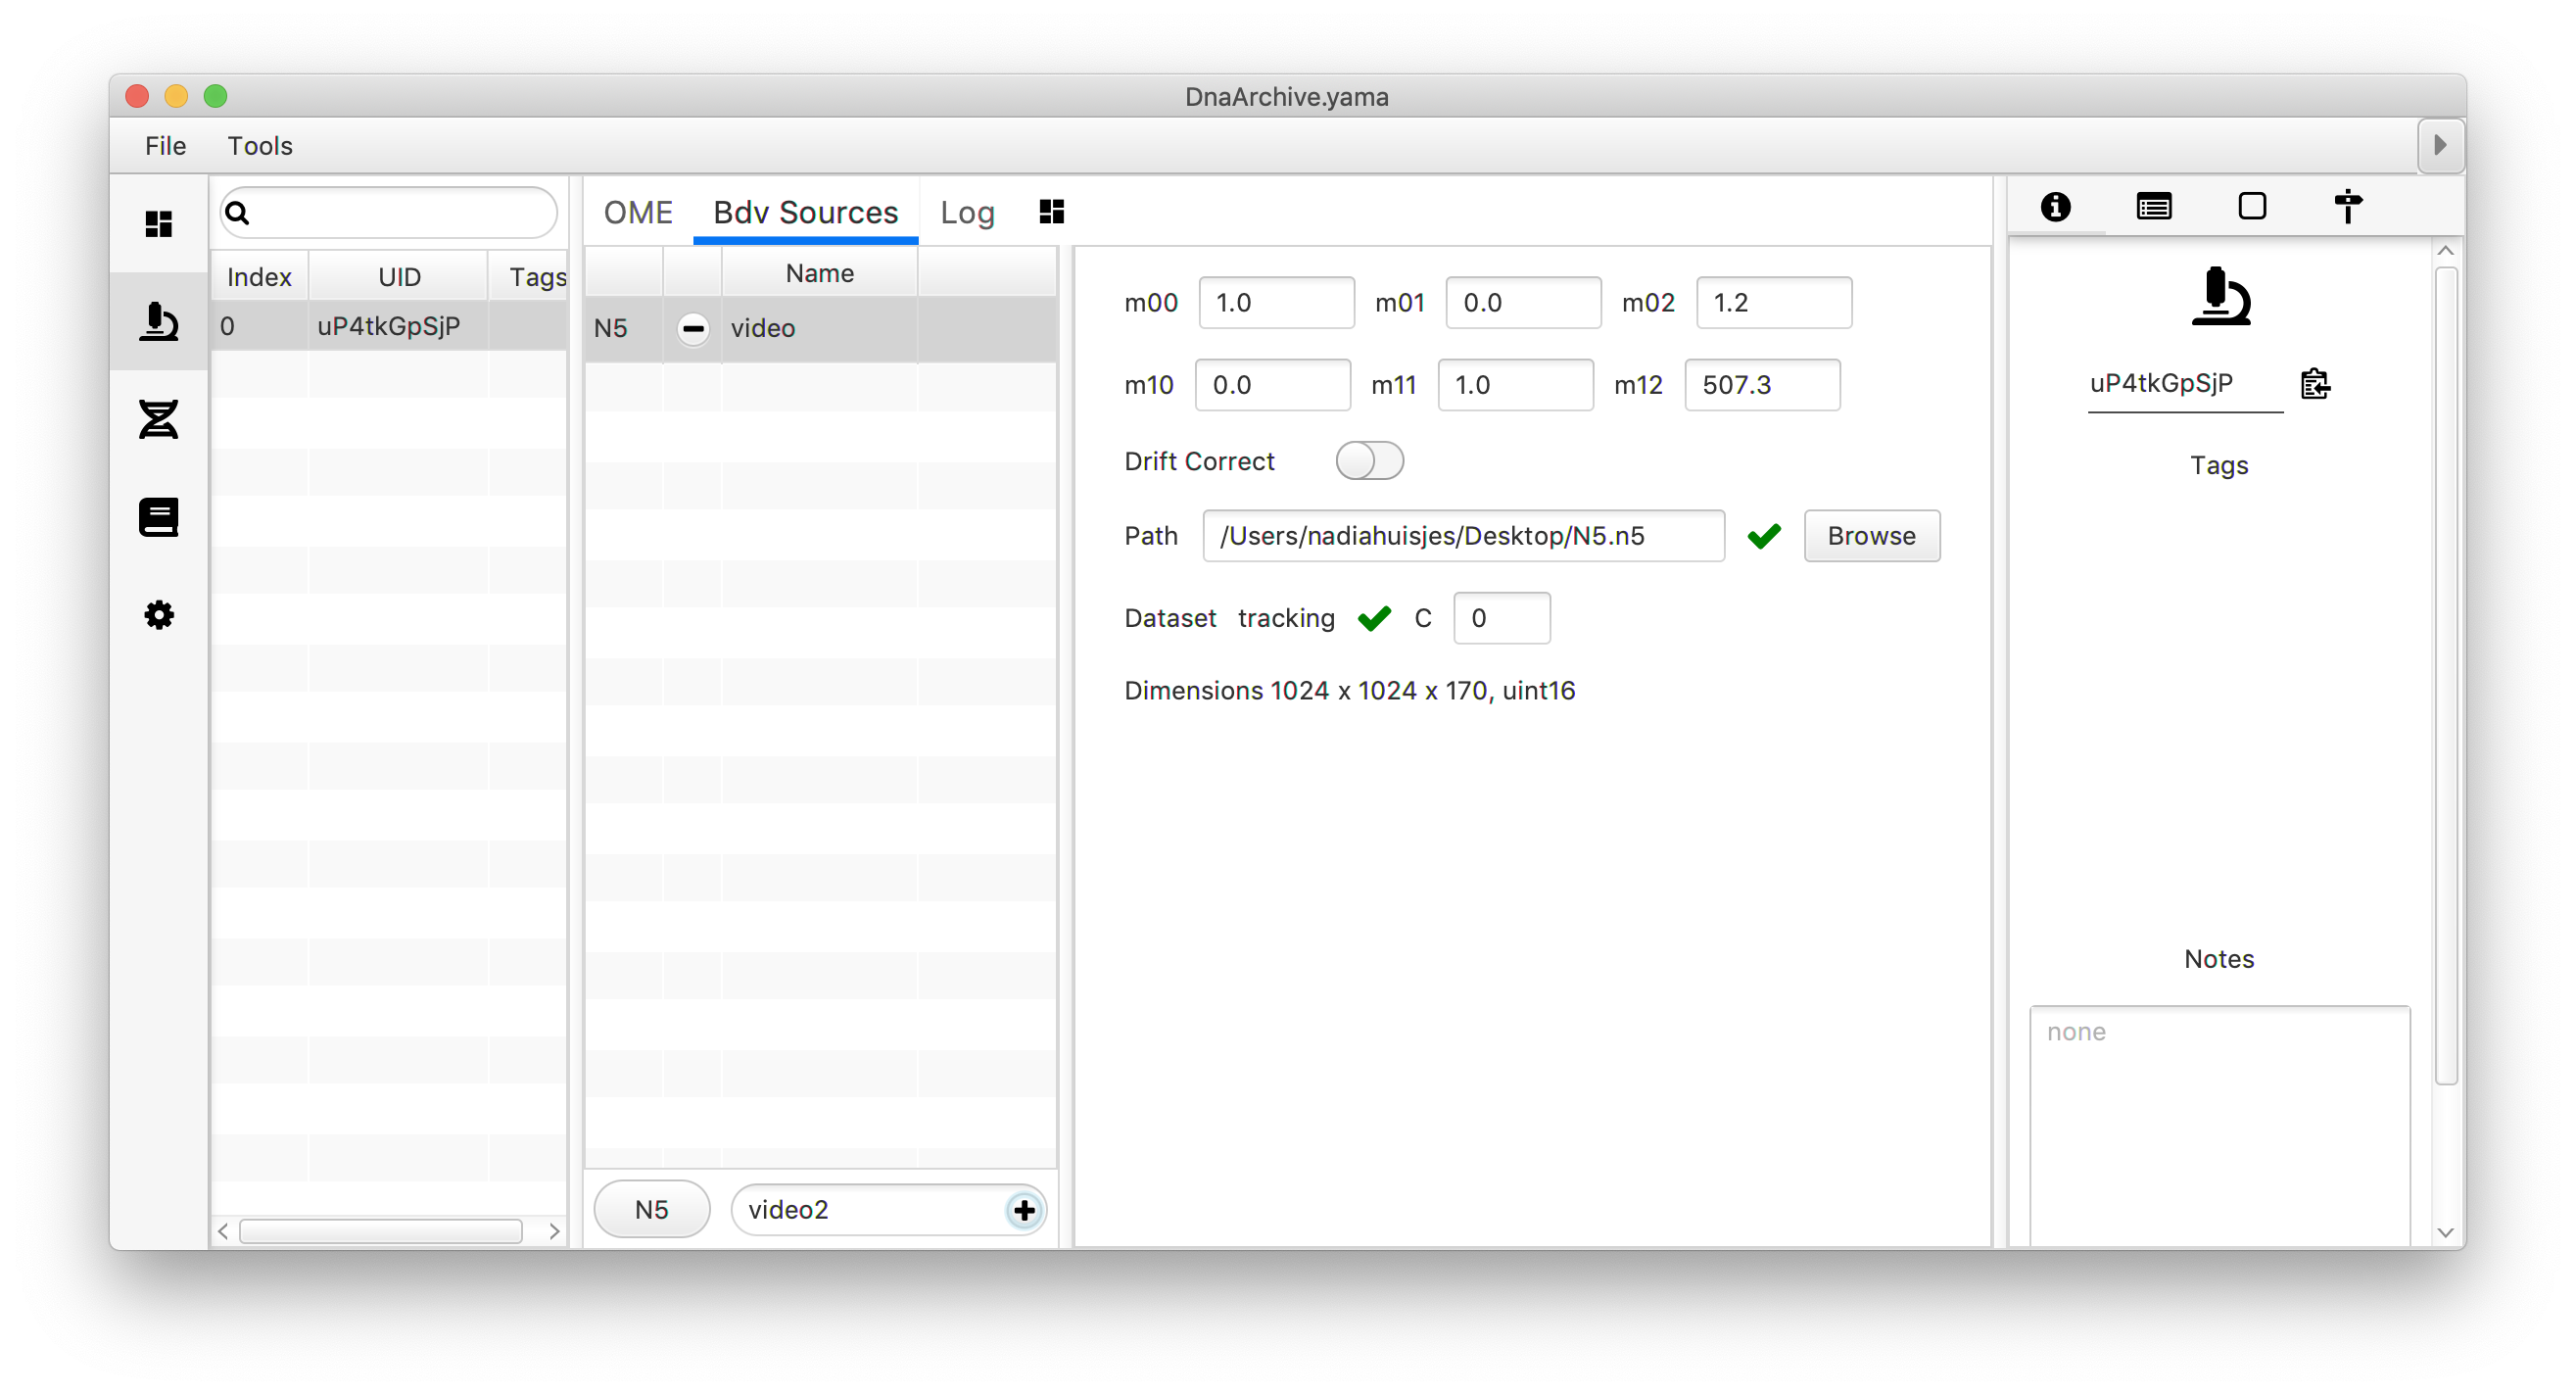 DnaArchive.yama
File Tools
Index UID Tags
0 uP4tkGpSjP
OME Bdv Sources Log
Name
N5 video
N5 video2
m00 1.0 m01 0.0 m02 1.2
m10 0.0 m11 1.0 m12 507.3
Drift Correct
Path /Users/nadiahuisjes/Desktop/N5.n5 Browse
Dataset tracking C 0
Dimensions 1024 x 1024 x 170, uint16
uP4tkGpSjP
Tags
Notes
none